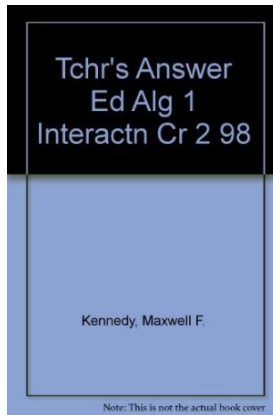 Tchr's Answer
Ed Alg 1
Interactn Cr 2 98
Kennedy, Maxwell F.
Note: This is not the actual book cover